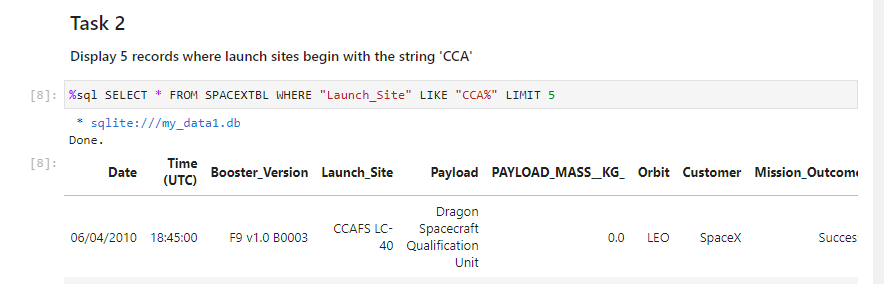 Task 2
Display 5 records where launch sites begin with the string 'CCA'
[8]: %sql SELECT * FROM SPACEXTBL WHERE "Launch_Site" LIKE "CCA%" LIMIT 5
* sqlite:///my_data1.db
Done.
[8]:
Date Time (UTC) Booster_Version Launch_Site Payload PAYLOAD_MASS__KG_ Orbit Customer Mission_Outcome
06/04/2010 18:45:00 F9 v1.0 B0003 CCAFS LC-40 Dragon Spacecraft Qualification Unit 0.0 LEO SpaceX Succes